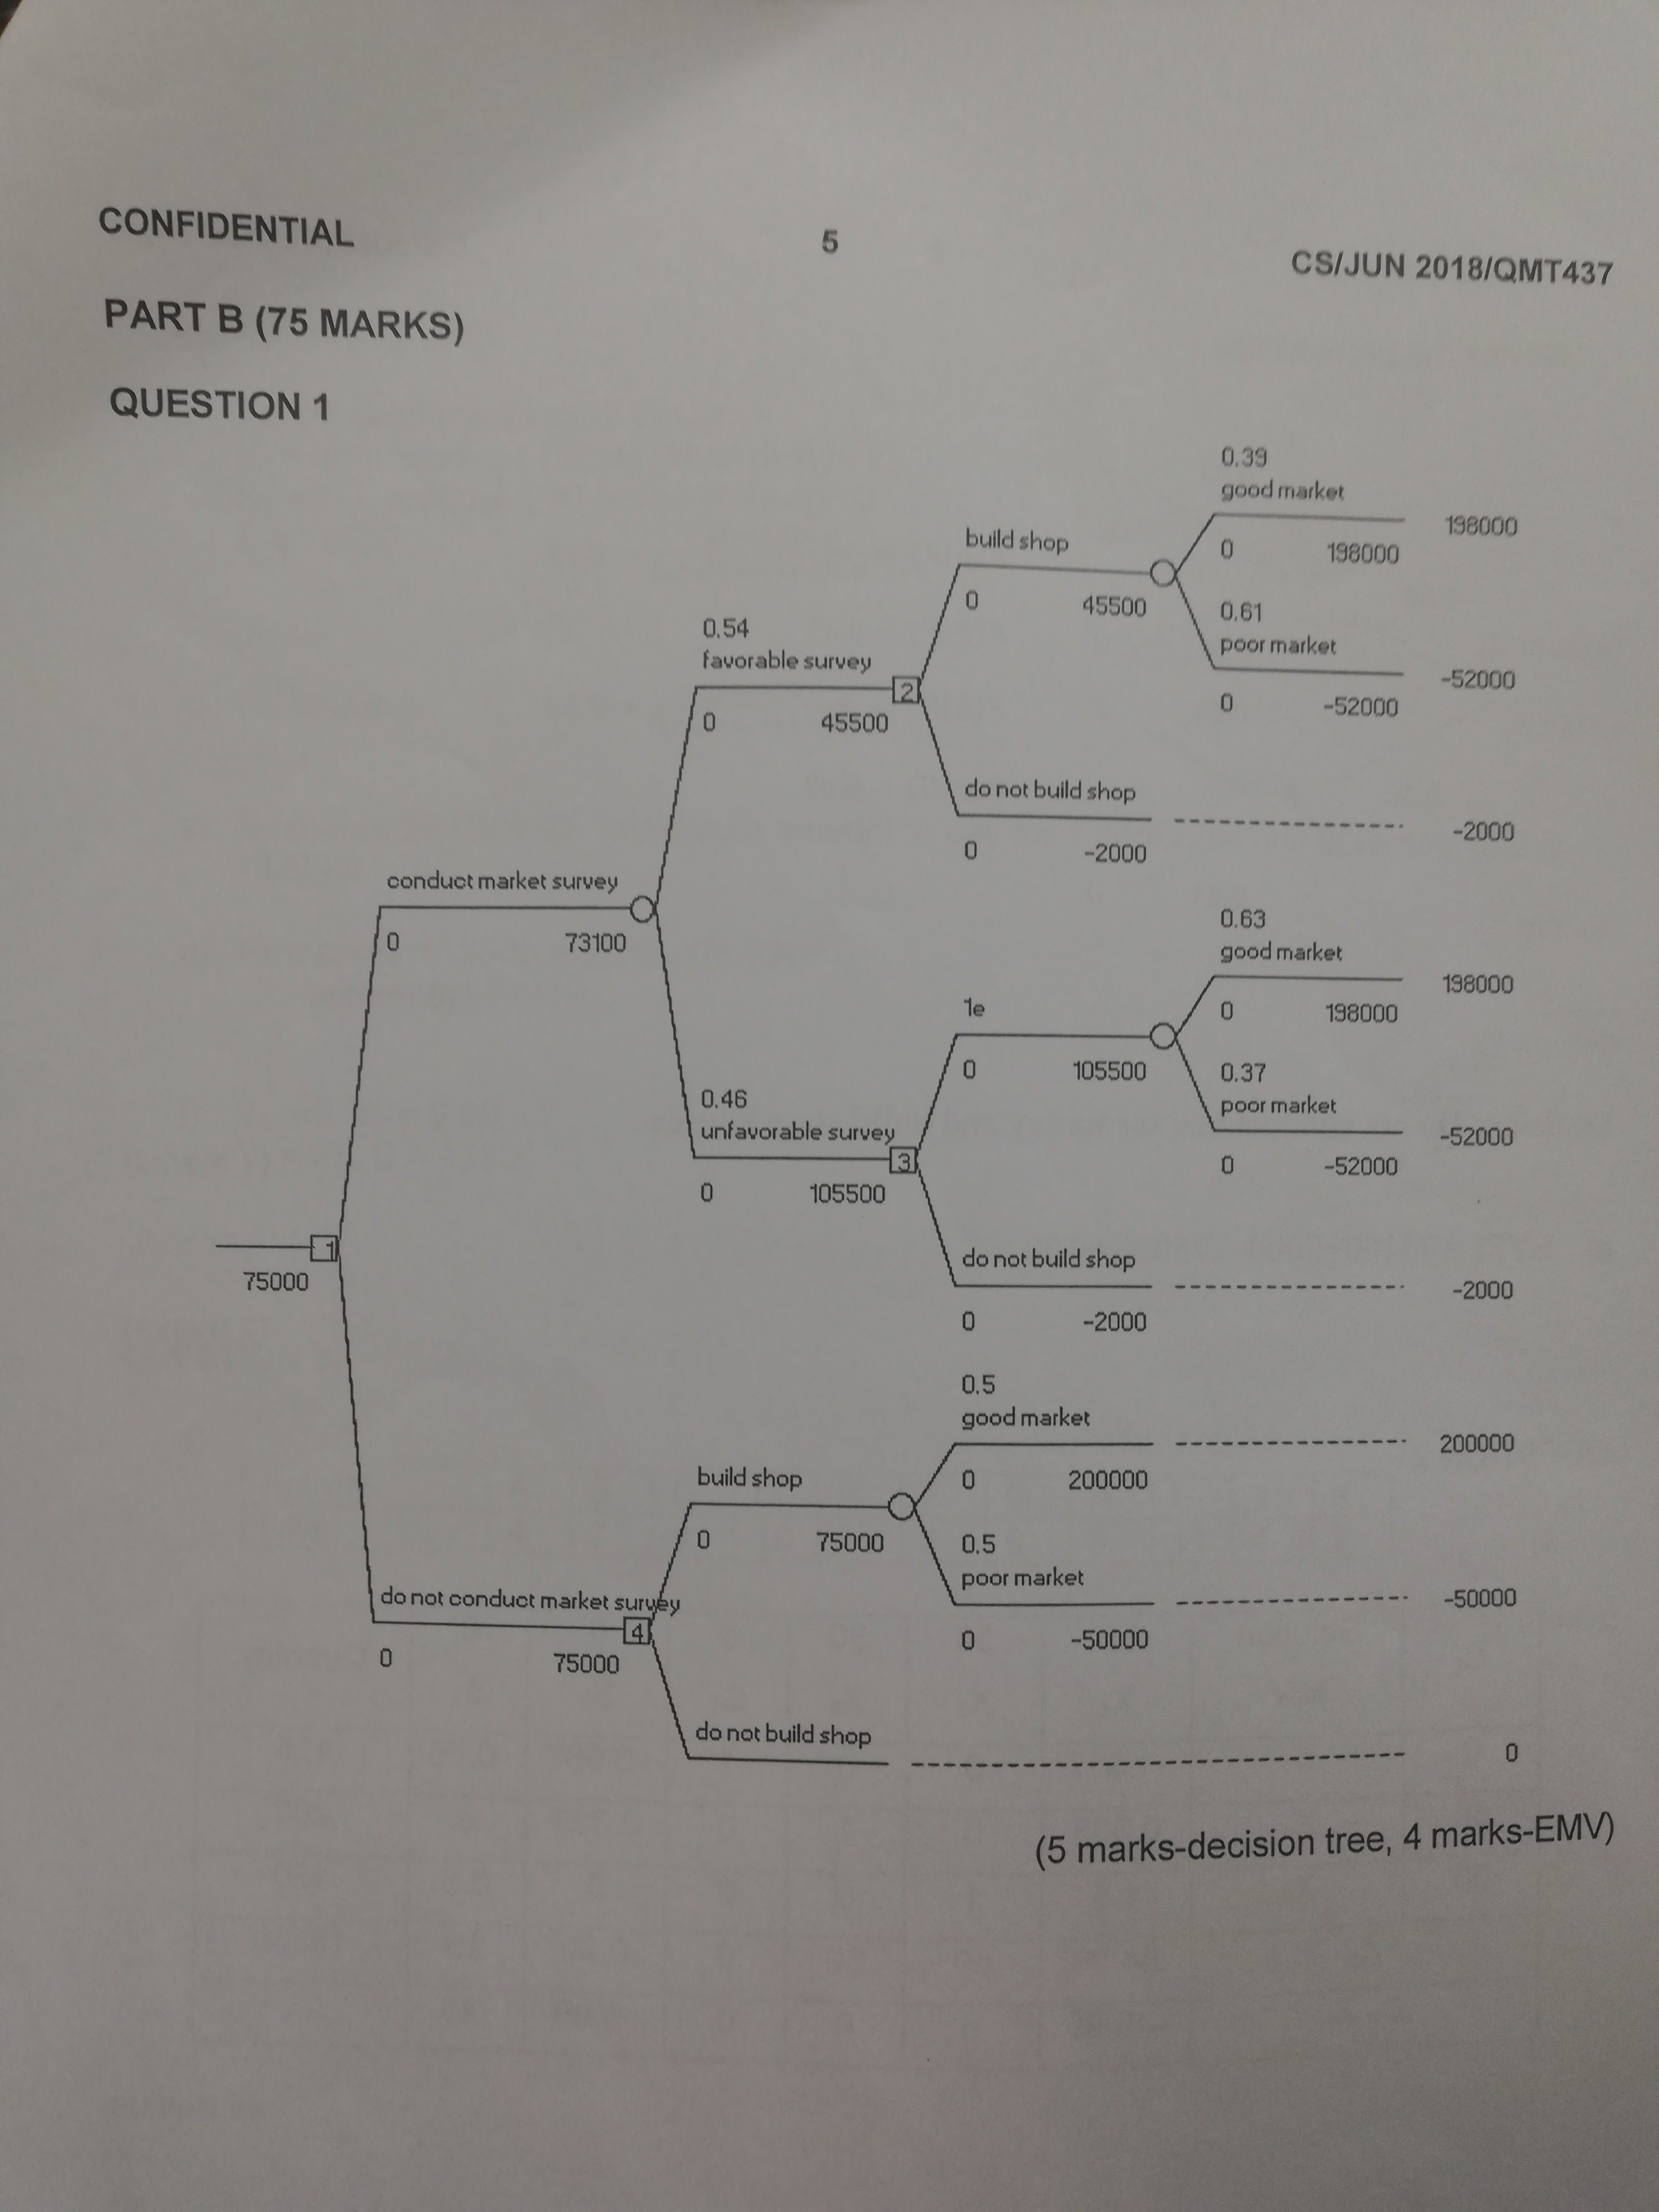 CONFIDENTIAL
5
CS/JUN 2018/QMT437
PART B (75 MARKS)
QUESTION 1
0.39
good market
198000
0 198000
build shop
0 45500
0.61
poor market
-52000
0 -52000
0.54
favorable survey
2
0 45500
do not build shop
-2000
0 -2000
conduct market survey
0 73100
0.63
good market
198000
0 198000
1e
0 105500
0.37
poor market
-52000
0 -52000
0.46
unfavorable survey
3
0 105500
do not build shop
-2000
0 -2000
1
75000
0.5
good market
200000
0 200000
build shop
0 75000
0.5
poor market
-50000
0 -50000
do not conduct market survey
4
0 75000
do not build shop
0
(5 marks-decision tree, 4 marks-EMV)